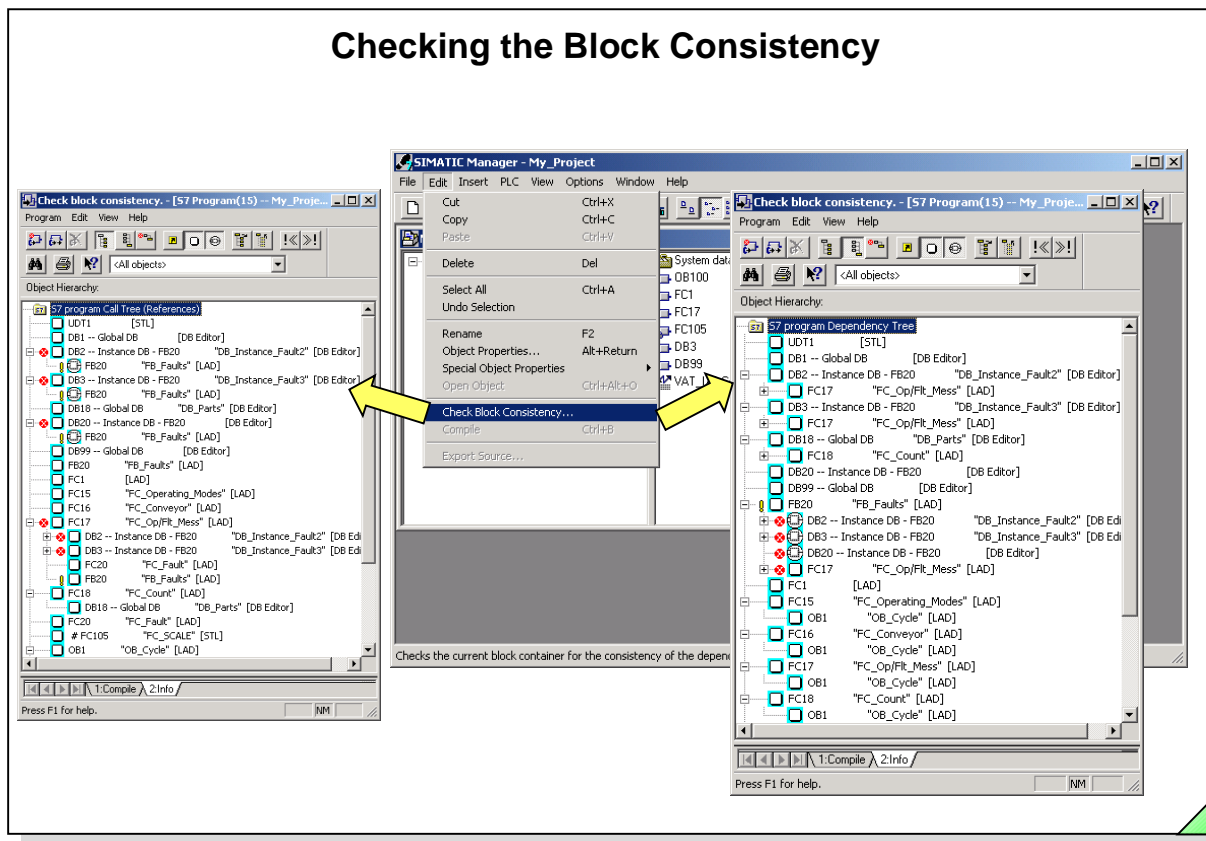 Checking the Block Consistency
SIMATIC Manager - My_Project
File Edit Insert PLC View Options Window Help
Cut Ctrl+X
Copy Ctrl+C
Paste Ctrl+V
Delete Del
Select All Ctrl+A
Undo Selection
Rename F2
Object Properties... Alt+Return
Special Object Properties
Open Object Ctrl+Alt+O
Check Block Consistency...
Compile Ctrl+B
Export Source...
System data
OB100
FC1
FC17
FC105
DB3
DB99
Checks the current block container for the consistency of the depen
Check block consistency. - [S7 Program(15) -- My_Proje...
Program Edit View Help
<All objects>
Object Hierarchy:
S7 program Call Tree (References)
UDT1 [STL]
DB1 -- Global DB [DB Editor]
DB2 -- Instance DB - FB20 "DB_Instance_Fault2" [DB Editor]
FB20 "FB_Faults" [LAD]
DB3 -- Instance DB - FB20 "DB_Instance_Fault3" [DB Editor]
FB20 "FB_Faults" [LAD]
DB18 -- Global DB "DB_Parts" [DB Editor]
DB20 -- Instance DB - FB20 [DB Editor]
FB20 "FB_Faults" [LAD]
DB99 -- Global DB [DB Editor]
FB20 "FB_Faults" [LAD]
FC1 [LAD]
FC15 "FC_Operating_Modes" [LAD]
FC16 "FC_Conveyor" [LAD]
FC17 "FC_Op/Flt_Mess" [LAD]
DB2 -- Instance DB - FB20 "DB_Instance_Fault2" [DB Edi
DB3 -- Instance DB - FB20 "DB_Instance_Fault3" [DB Edi
FC20 "FC_Fault" [LAD]
FB20 "FB_Faults" [LAD]
FC18 "FC_Count" [LAD]
DB18 -- Global DB "DB_Parts" [DB Editor]
FC20 "FC_Fault" [LAD]
# FC105 "FC_SCALE" [STL]
OB1 "OB_Cycle" [LAD]
1:Compile 2:Info
Press F1 for help. NM
Check block consistency. - [S7 Program(15) -- My_Proje...
Program Edit View Help
<All objects>
Object Hierarchy:
S7 program Dependency Tree
UDT1 [STL]
DB1 -- Global DB [DB Editor]
DB2 -- Instance DB - FB20 "DB_Instance_Fault2" [DB Editor]
FC17 "FC_Op/Flt_Mess" [LAD]
DB3 -- Instance DB - FB20 "DB_Instance_Fault3" [DB Editor]
FC17 "FC_Op/Flt_Mess" [LAD]
DB18 -- Global DB "DB_Parts" [DB Editor]
FC18 "FC_Count" [LAD]
DB20 -- Instance DB - FB20 [DB Editor]
DB99 -- Global DB [DB Editor]
FB20 "FB_Faults" [LAD]
DB2 -- Instance DB - FB20 "DB_Instance_Fault2" [DB Edi
DB3 -- Instance DB - FB20 "DB_Instance_Fault3" [DB Edi
DB20 -- Instance DB - FB20 [DB Editor]
FC17 "FC_Op/Flt_Mess" [LAD]
FC1 [LAD]
FC15 "FC_Operating_Modes" [LAD]
OB1 "OB_Cycle" [LAD]
FC16 "FC_Conveyor" [LAD]
OB1 "OB_Cycle" [LAD]
FC17 "FC_Op/Flt_Mess" [LAD]
OB1 "OB_Cycle" [LAD]
FC18 "FC_Count" [LAD]
OB1 "OB_Cycle" [LAD]
1:Compile 2:Info
Press F1 for help. NM